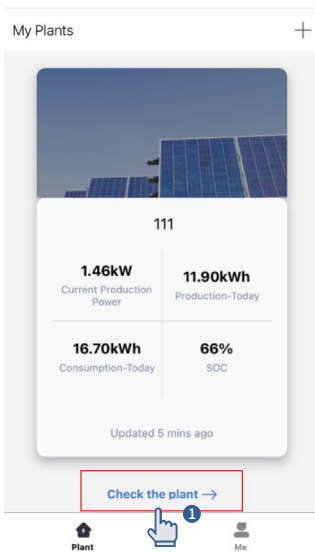 My Plants
111
1.46kW
Current Production
Power
11.90kWh
Production-Today
16.70kWh
Consumption-Today
66%
SOC
Updated 5 mins ago
Check the plant →
1
Plant
Me